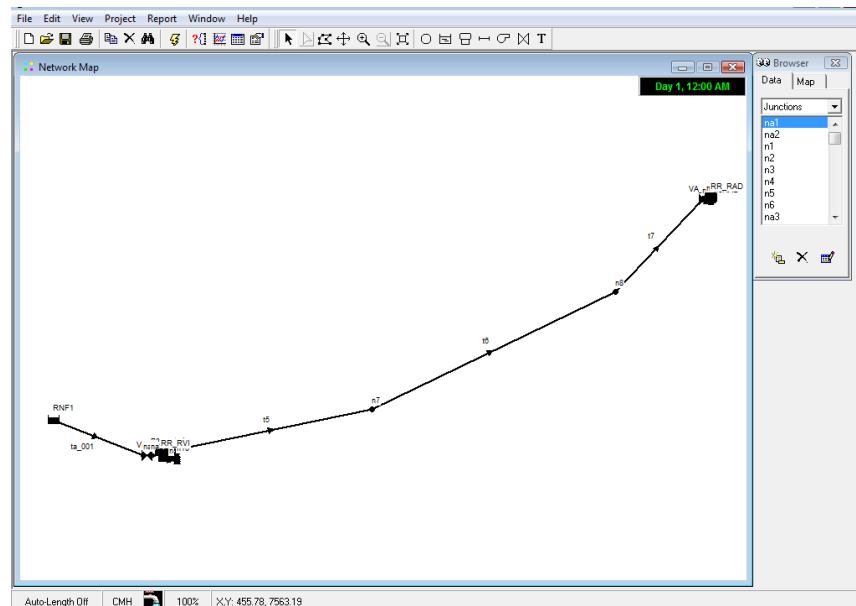 File Edit View Project Report Window Help
T
Network Map
Browser
Day 1, 12:00 AM
Data Map
Junctions
na1
na2
n1
n2
n3
n4
n5
n6
na3
VA RR_RAD
t7
n8
t6
n7
RNF1
t5
ta_001
RR_RVI
Auto-Length Off CMH 100% X,Y: 455.78, 7563.19